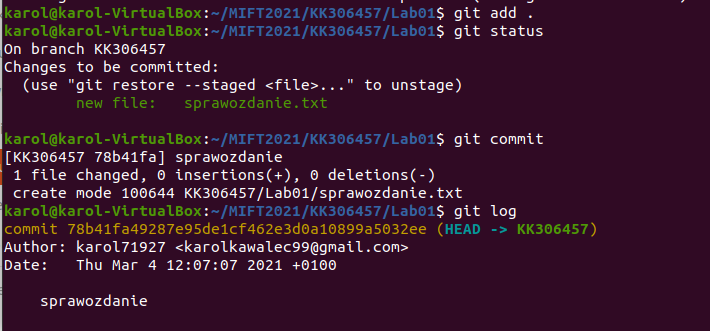 karol@karol-VirtualBox:~/MIFT2021/KK306457/Lab01$ git add .
karol@karol-VirtualBox:~/MIFT2021/KK306457/Lab01$ git status
On branch KK306457
Changes to be committed:
  (use "git restore --staged <file>..." to unstage)
        new file:   sprawozdanie.txt

karol@karol-VirtualBox:~/MIFT2021/KK306457/Lab01$ git commit
[KK306457 78b41fa] sprawozdanie
 1 file changed, 0 insertions(+), 0 deletions(-)
 create mode 100644 KK306457/Lab01/sprawozdanie.txt
karol@karol-VirtualBox:~/MIFT2021/KK306457/Lab01$ git log
commit 78b41fa49287e95de1cf462e3d0a10899a5032ee (HEAD -> KK306457)
Author: karol71927 <karolkawalec99@gmail.com>
Date:   Thu Mar 4 12:07:07 2021 +0100

    sprawozdanie